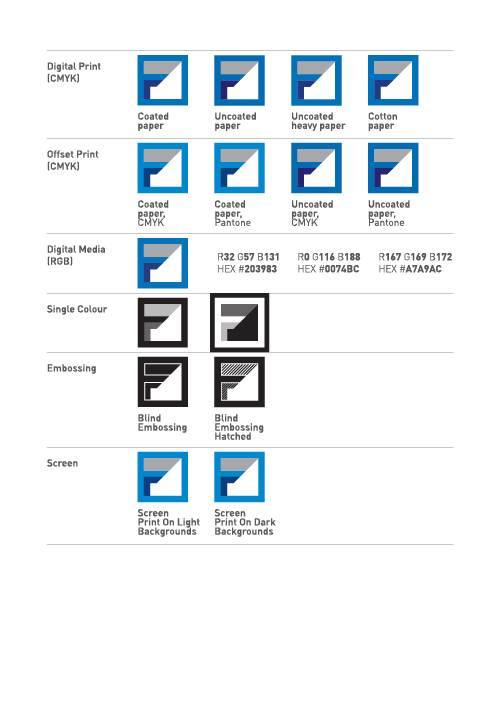 Digital Print
(CMYK)
Coated
paper
Uncoated
paper
Uncoated
heavy paper
Cotton
paper
Offset Print
(CMYK)
Coated
paper,
CMYK
Coated
paper,
Pantone
Uncoated
paper,
CMYK
Uncoated
paper,
Pantone
Digital Media
(RGB)
R32 G57 B131
HEX #203983
R0 G116 B188
HEX #0074BC
R167 G169 B172
HEX #A7A9AC
Single Colour
Embossing
Blind
Embossing
Blind
Embossing
Hatched
Screen
Screen
Print On Light
Backgrounds
Screen
Print On Dark
Backgrounds